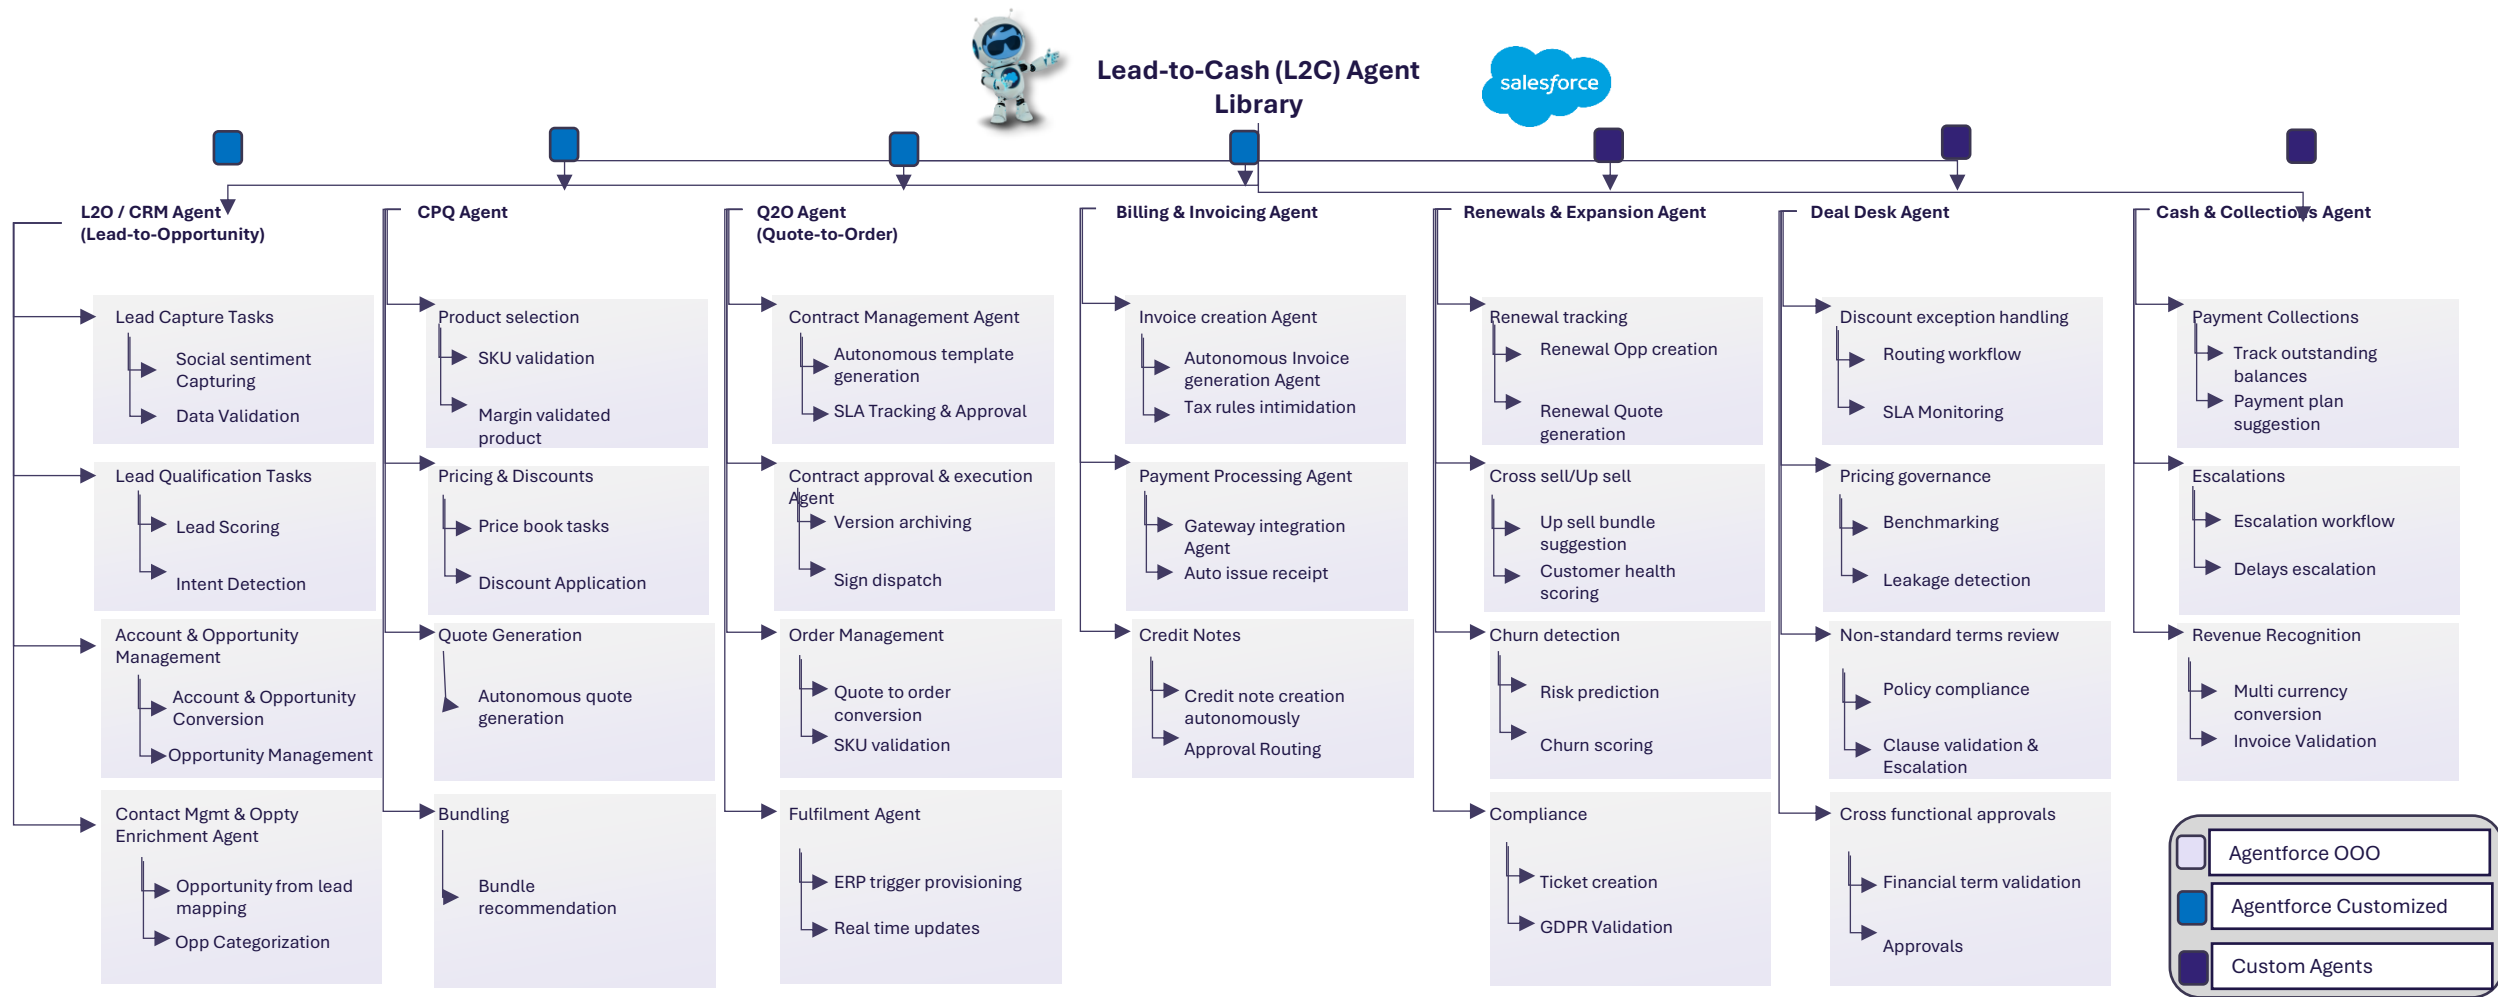 Lead-to-Cash (L2C) Agent
Library
salesforce
L2O / CRM Agent
(Lead-to-Opportunity)
Lead Capture Tasks
Social sentiment
Capturing
Data Validation
Lead Qualification Tasks
Lead Scoring
Intent Detection
Account & Opportunity
Management
Account & Opportunity
Conversion
Opportunity Management
Contact Mgmt & Oppty
Enrichment Agent
Opportunity from lead
mapping
Opp Categorization
CPQ Agent
Product selection
SKU validation
Margin validated
product
Pricing & Discounts
Price book tasks
Discount Application
Quote Generation
Autonomous quote
generation
Bundling
Bundle
recommendation
Q2O Agent
(Quote-to-Order)
Contract Management Agent
Autonomous template
generation
SLA Tracking & Approval
Contract approval & execution
Agent
Version archiving
Sign dispatch
Order Management
Quote to order
conversion
SKU validation
Fulfilment Agent
ERP trigger provisioning
Real time updates
Billing & Invoicing Agent
Invoice creation Agent
Autonomous Invoice
generation Agent
Tax rules intimidation
Payment Processing Agent
Gateway integration
Agent
Auto issue receipt
Credit Notes
Credit note creation
autonomously
Approval Routing
Renewals & Expansion Agent
Renewal tracking
Renewal Opp creation
Renewal Quote
generation
Cross sell/Up sell
Up sell bundle
suggestion
Customer health
scoring
Churn detection
Risk prediction
Churn scoring
Compliance
Ticket creation
GDPR Validation
Deal Desk Agent
Discount exception handling
Routing workflow
SLA Monitoring
Pricing governance
Benchmarking
Leakage detection
Non-standard terms review
Policy compliance
Clause validation &
Escalation
Cross functional approvals
Financial term validation
Approvals
Cash & Collections Agent
Payment Collections
Track outstanding
balances
Payment plan
suggestion
Escalations
Escalation workflow
Delays escalation
Revenue Recognition
Multi currency
conversion
Invoice Validation
Agentforce OOO
Agentforce Customized
Custom Agents